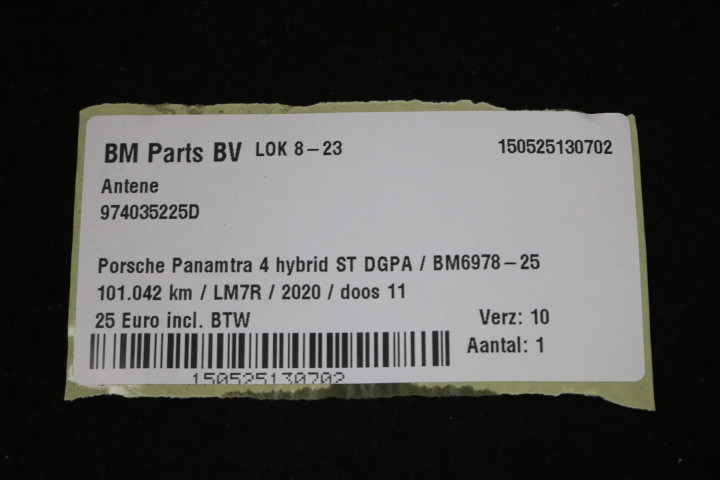 BM Parts BV LOK 8-23 150525130702
Antene
974035225D
Porsche Panamtra 4 hybrid ST DGPA / BM6978-25
101.042 km / LM7R / 2020 / doos 11
25 Euro incl. BTW Verz: 10
Aantal: 1
150525130702